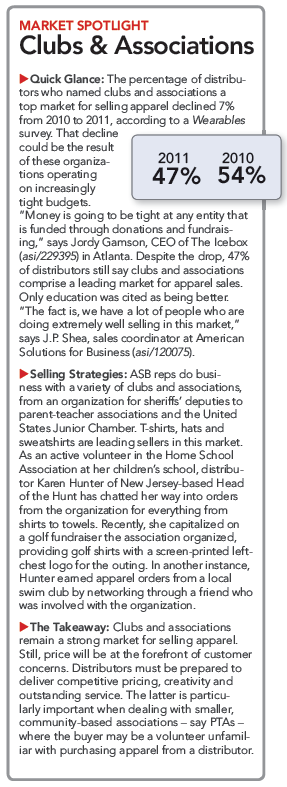 MARKET SPOTLIGHT
Clubs & Associations
▶Quick Glance: The percentage of distribu-
tors who named clubs and associations a
top market for selling apparel declined 7%
from 2010 to 2011, according to a Wearables
survey. That decline
could be the result
of these organiza-
tions operating
on increasingly
tight budgets.
2011 2010
47% 54%
“Money is going to be tight at any entity that
is funded through donations and fundrais-
ing,” says Jordy Gamson, CEO of The Icebox
(asi/229395) in Atlanta. Despite the drop, 47%
of distributors still say clubs and associations
comprise a leading market for apparel sales.
Only education was cited as being better.
“The fact is, we have a lot of people who are
doing extremely well selling in this market,”
says J.P. Shea, sales coordinator at American
Solutions for Business (asi/120075).
▶Selling Strategies: ASB reps do busi-
ness with a variety of clubs and associations,
from an organization for sheriffs’ deputies to
parent-teacher associations and the United
States Junior Chamber. T-shirts, hats and
sweatshirts are leading sellers in this market.
As an active volunteer in the Home School
Association at her children’s school, distribu-
tor Karen Hunter of New Jersey-based Head
of the Hunt has chatted her way into orders
from the organization for everything from
shirts to towels. Recently, she capitalized on
a golf fundraiser the association organized,
providing golf shirts with a screen-printed left-
chest logo for the outing. In another instance,
Hunter earned apparel orders from a local
swim club by networking through a friend who
was involved with the organization.
▶The Takeaway: Clubs and associations
remain a strong market for selling apparel.
Still, price will be at the forefront of customer
concerns. Distributors must be prepared to
deliver competitive pricing, creativity and
outstanding service. The latter is particu-
larly important when dealing with smaller,
community-based associations – say PTAs –
where the buyer may be a volunteer unfamil-
iar with purchasing apparel from a distributor.